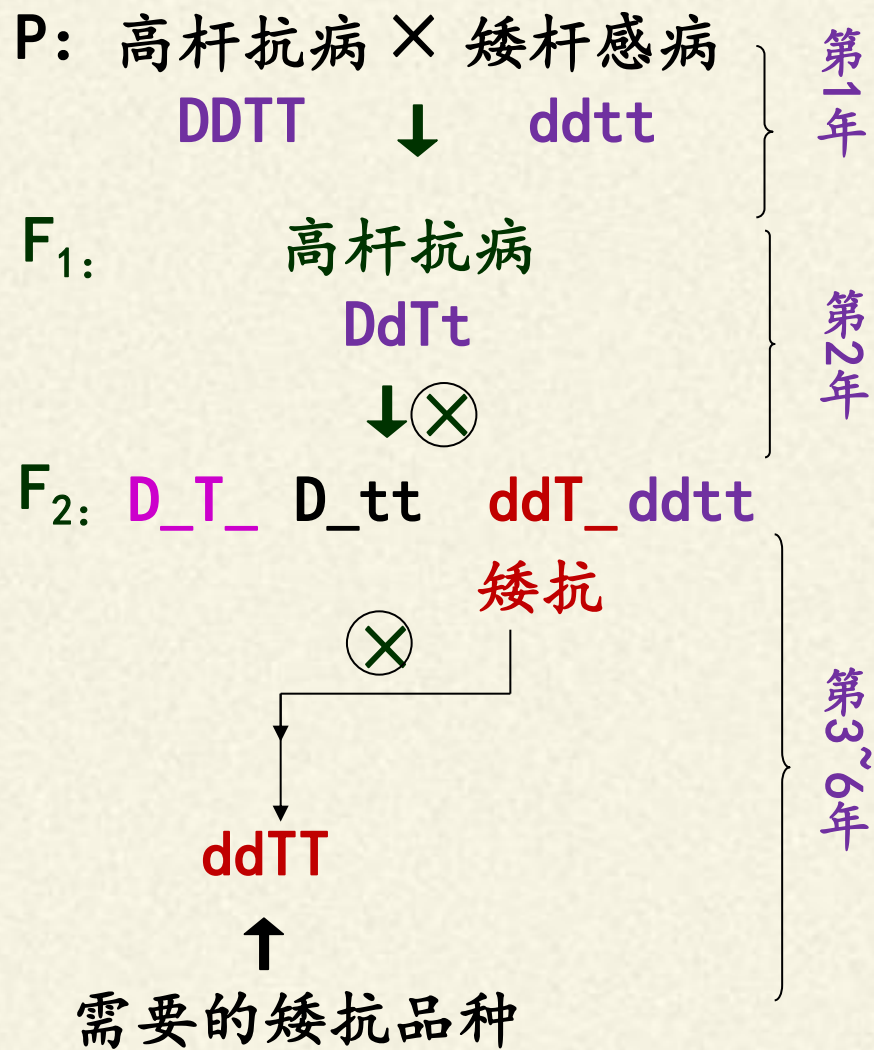 P：高杆抗病 × 矮杆感病
DDTT ddtt
第1年
F1：
高杆抗病
DdTt
第2年
F2：D_T_ D_tt ddT_ ddtt
矮抗
第3~6年
ddTT
需要的矮抗品种